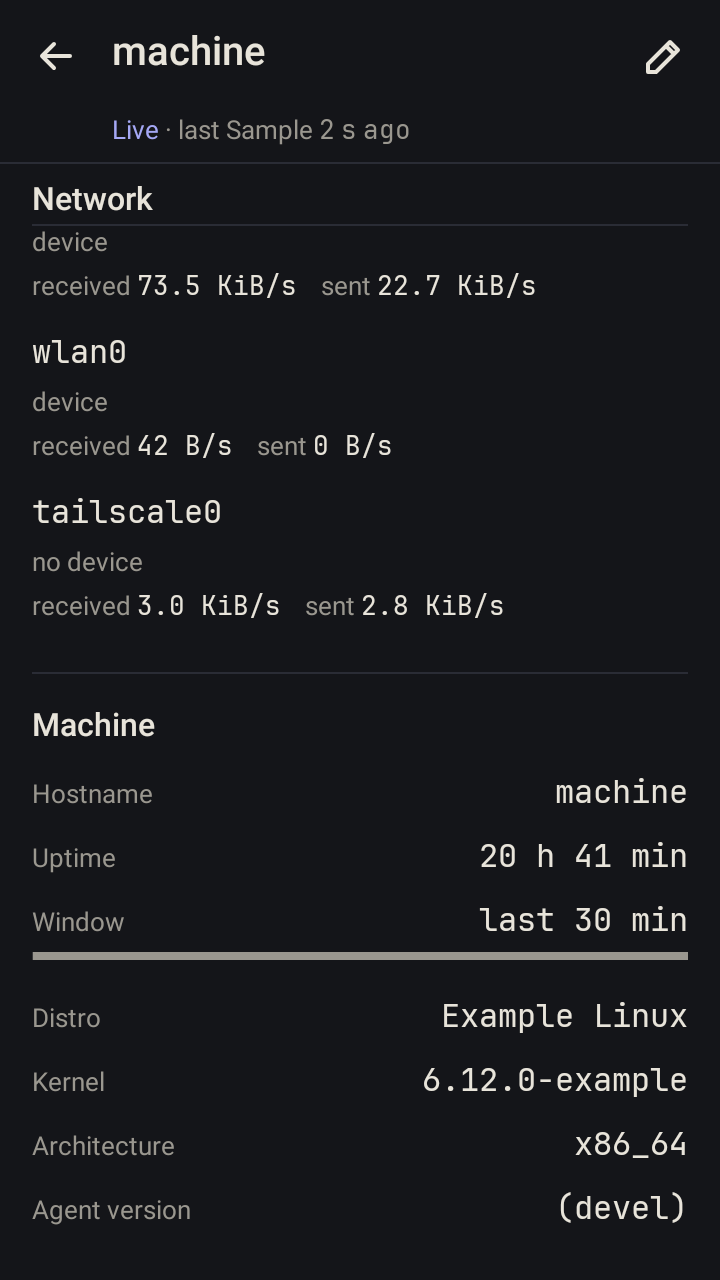 machine
Live · last Sample 2 s ago
Network
device
received 73.5 KiB/s sent 22.7 KiB/s
wlan0
device
received 42 B/s sent 0 B/s
tailscale0
no device
received 3.0 KiB/s sent 2.8 KiB/s
Machine
Hostname machine
Uptime 20 h 41 min
Window last 30 min
Distro Example Linux
Kernel 6.12.0-example
Architecture x86_64
Agent version (devel)